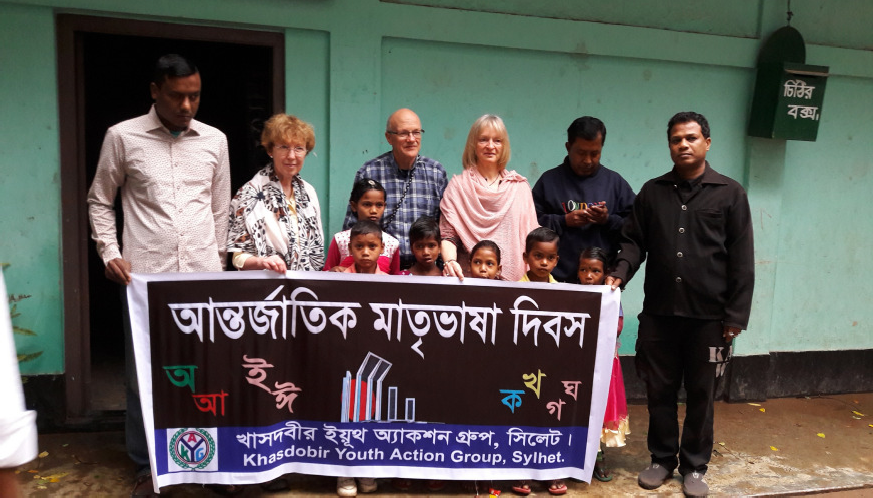 চিঠির
বক্স.
আন্তর্জাতিক মাতৃভাষা দিবস
অ আ ই ঈ
ক খ গ ঘ
খাসদবীর ইয়ূথ অ্যাকশন গ্রুপ, সিলেট।
Khasdobir Youth Action Group, Sylhet.